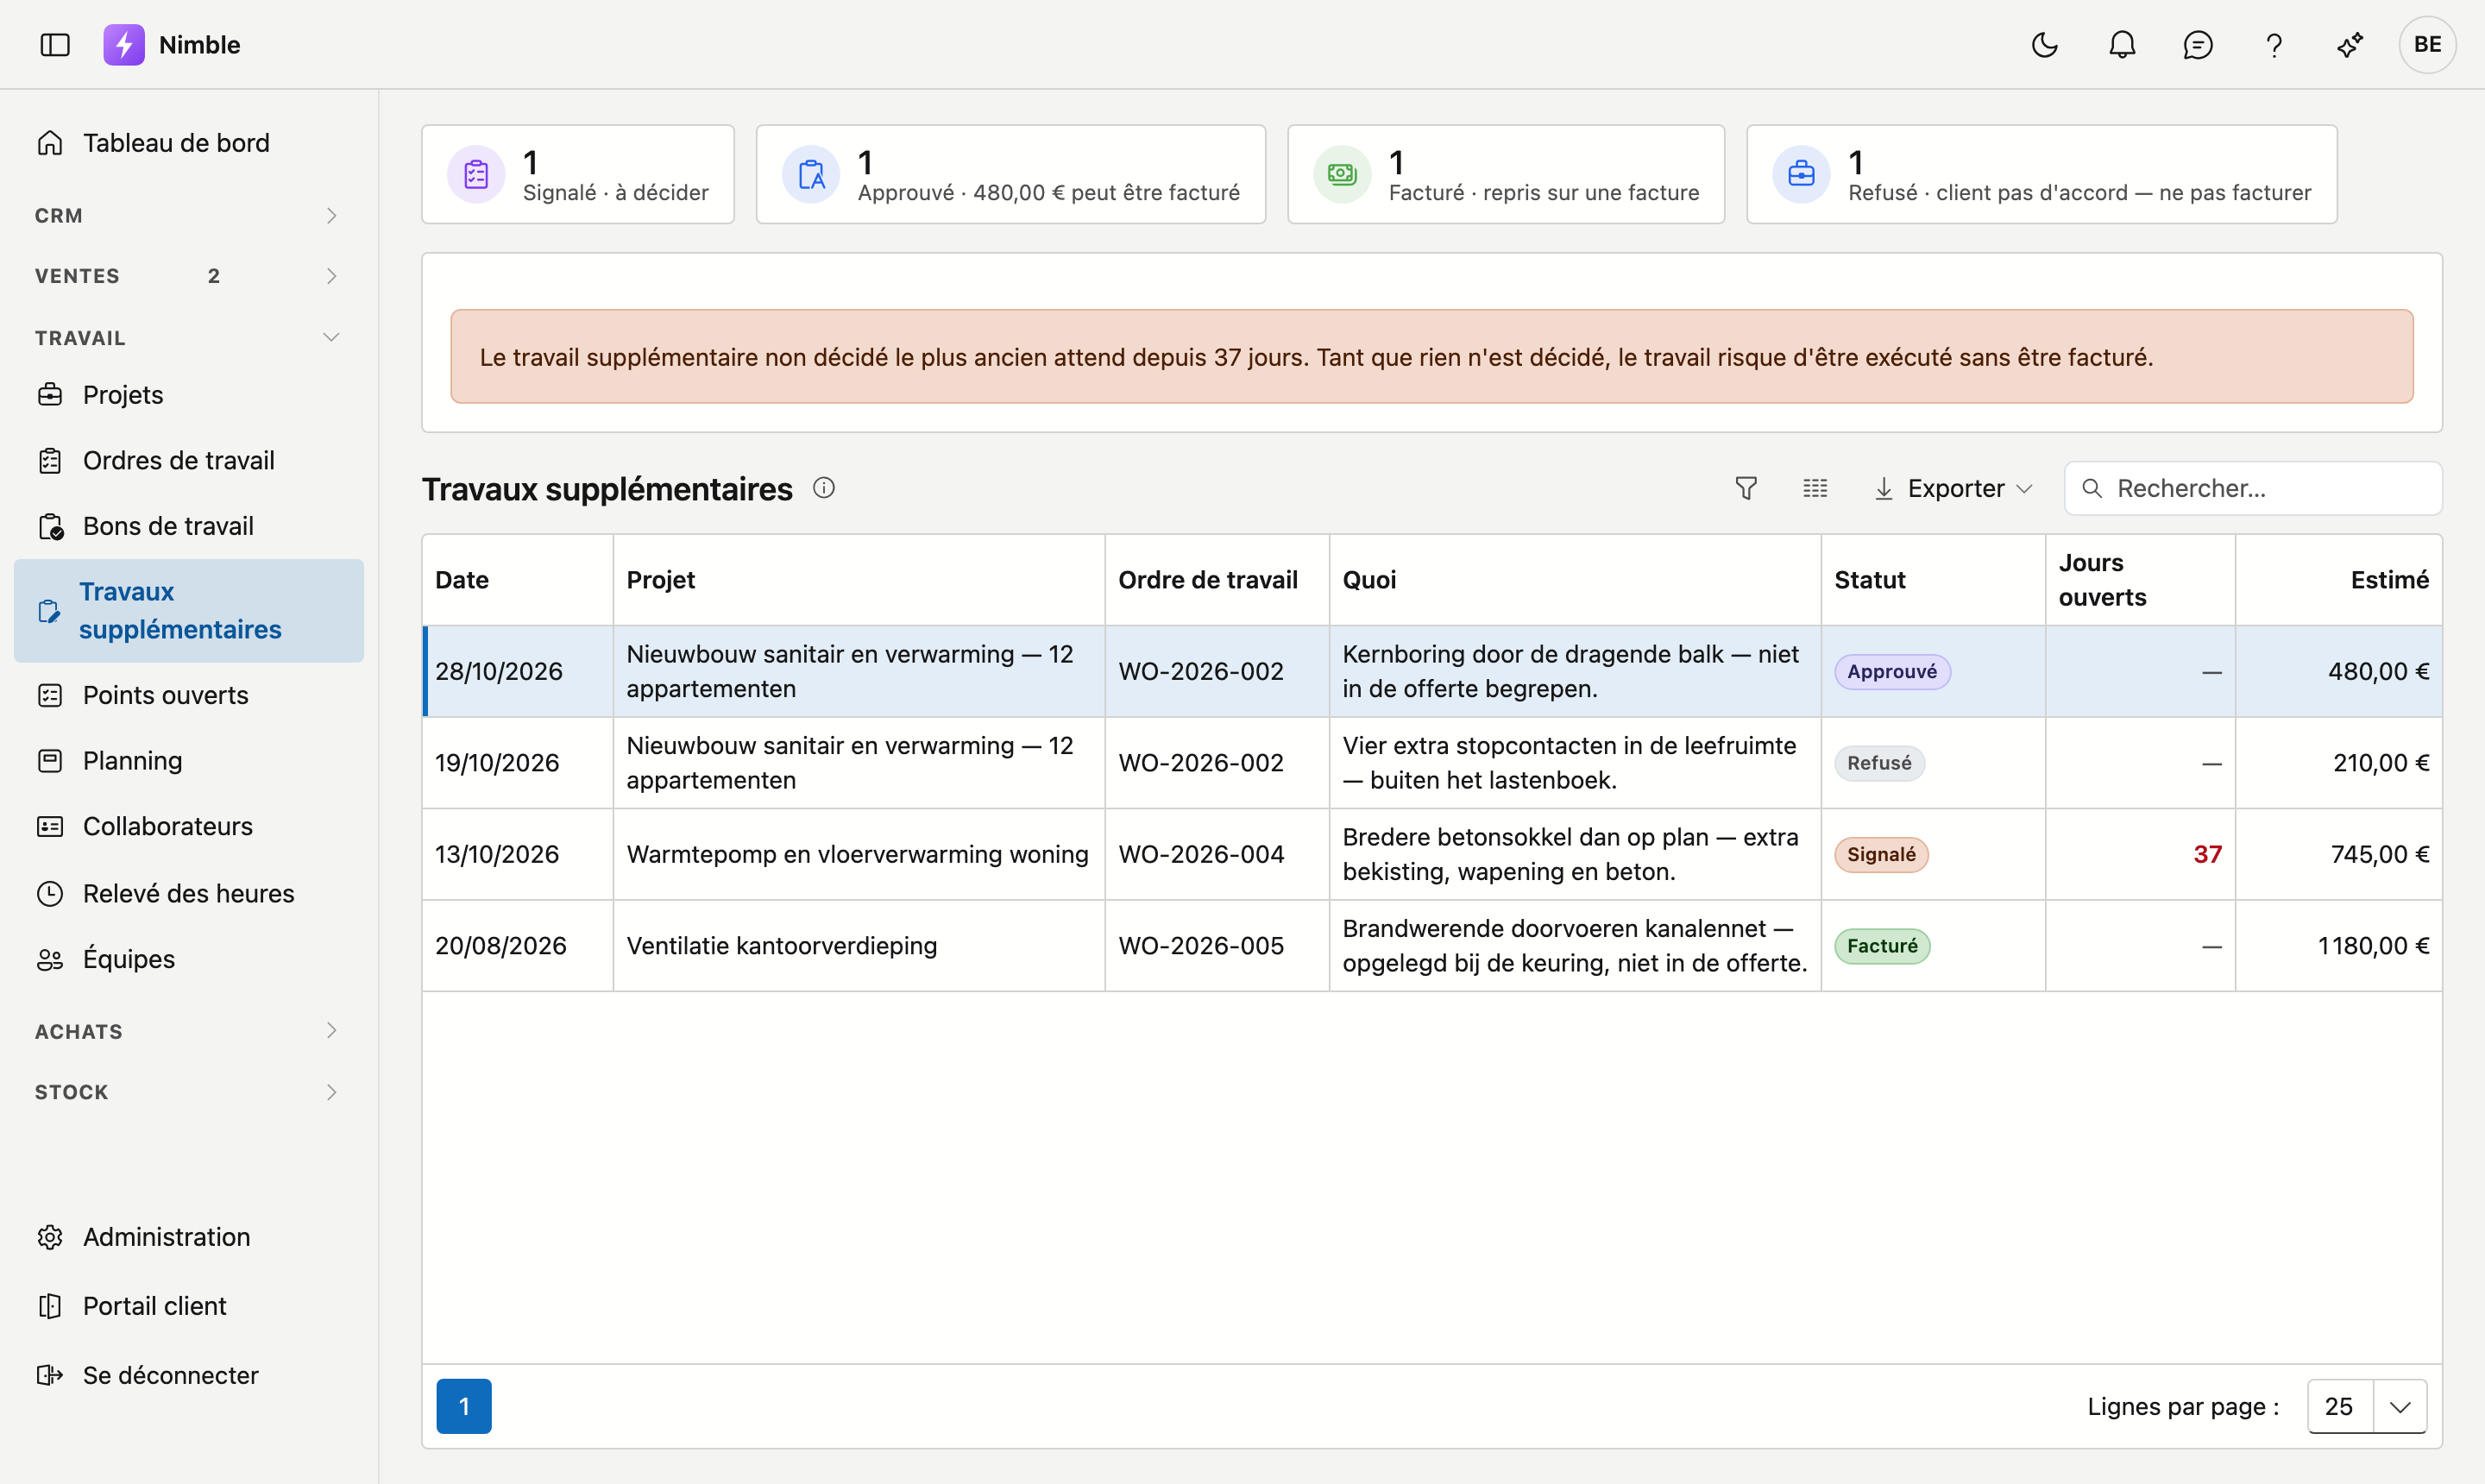 Nimble
BE
Tableau de bord
CRM
VENTES 2
TRAVAIL
Projets
Ordres de travail
Bons de travail
Travaux
supplémentaires
Points ouverts
Planning
Collaborateurs
Relevé des heures
Équipes
ACHATS
STOCK
Administration
Portail client
Se déconnecter
1
Signalé · à décider
1
Approuvé · 480,00 € peut être facturé
1
Facturé · repris sur une facture
1
Refusé · client pas d'accord — ne pas facturer
Le travail supplémentaire non décidé le plus ancien attend depuis 37 jours. Tant que rien n'est décidé, le travail risque d'être exécuté sans être facturé.
Travaux supplémentaires
Exporter
Rechercher...
Date Projet Ordre de travail Quoi Statut Jours ouverts Estimé
28/10/2026 Nieuwbouw sanitair en verwarming — 12 appartementen WO-2026-002 Kernboring door de dragende balk — niet in de offerte begrepen. Approuvé — 480,00 €
19/10/2026 Nieuwbouw sanitair en verwarming — 12 appartementen WO-2026-002 Vier extra stopcontacten in de leefruimte — buiten het lastenboek. Refusé — 210,00 €
13/10/2026 Warmtepomp en vloerverwarming woning WO-2026-004 Bredere betonsokkel dan op plan — extra bekisting, wapening en beton. Signalé 37 745,00 €
20/08/2026 Ventilatie kantoorverdieping WO-2026-005 Brandwerende doorvoeren kanalennet — opgelegd bij de keuring, niet in de offerte. Facturé — 1 180,00 €
1
Lignes par page : 25